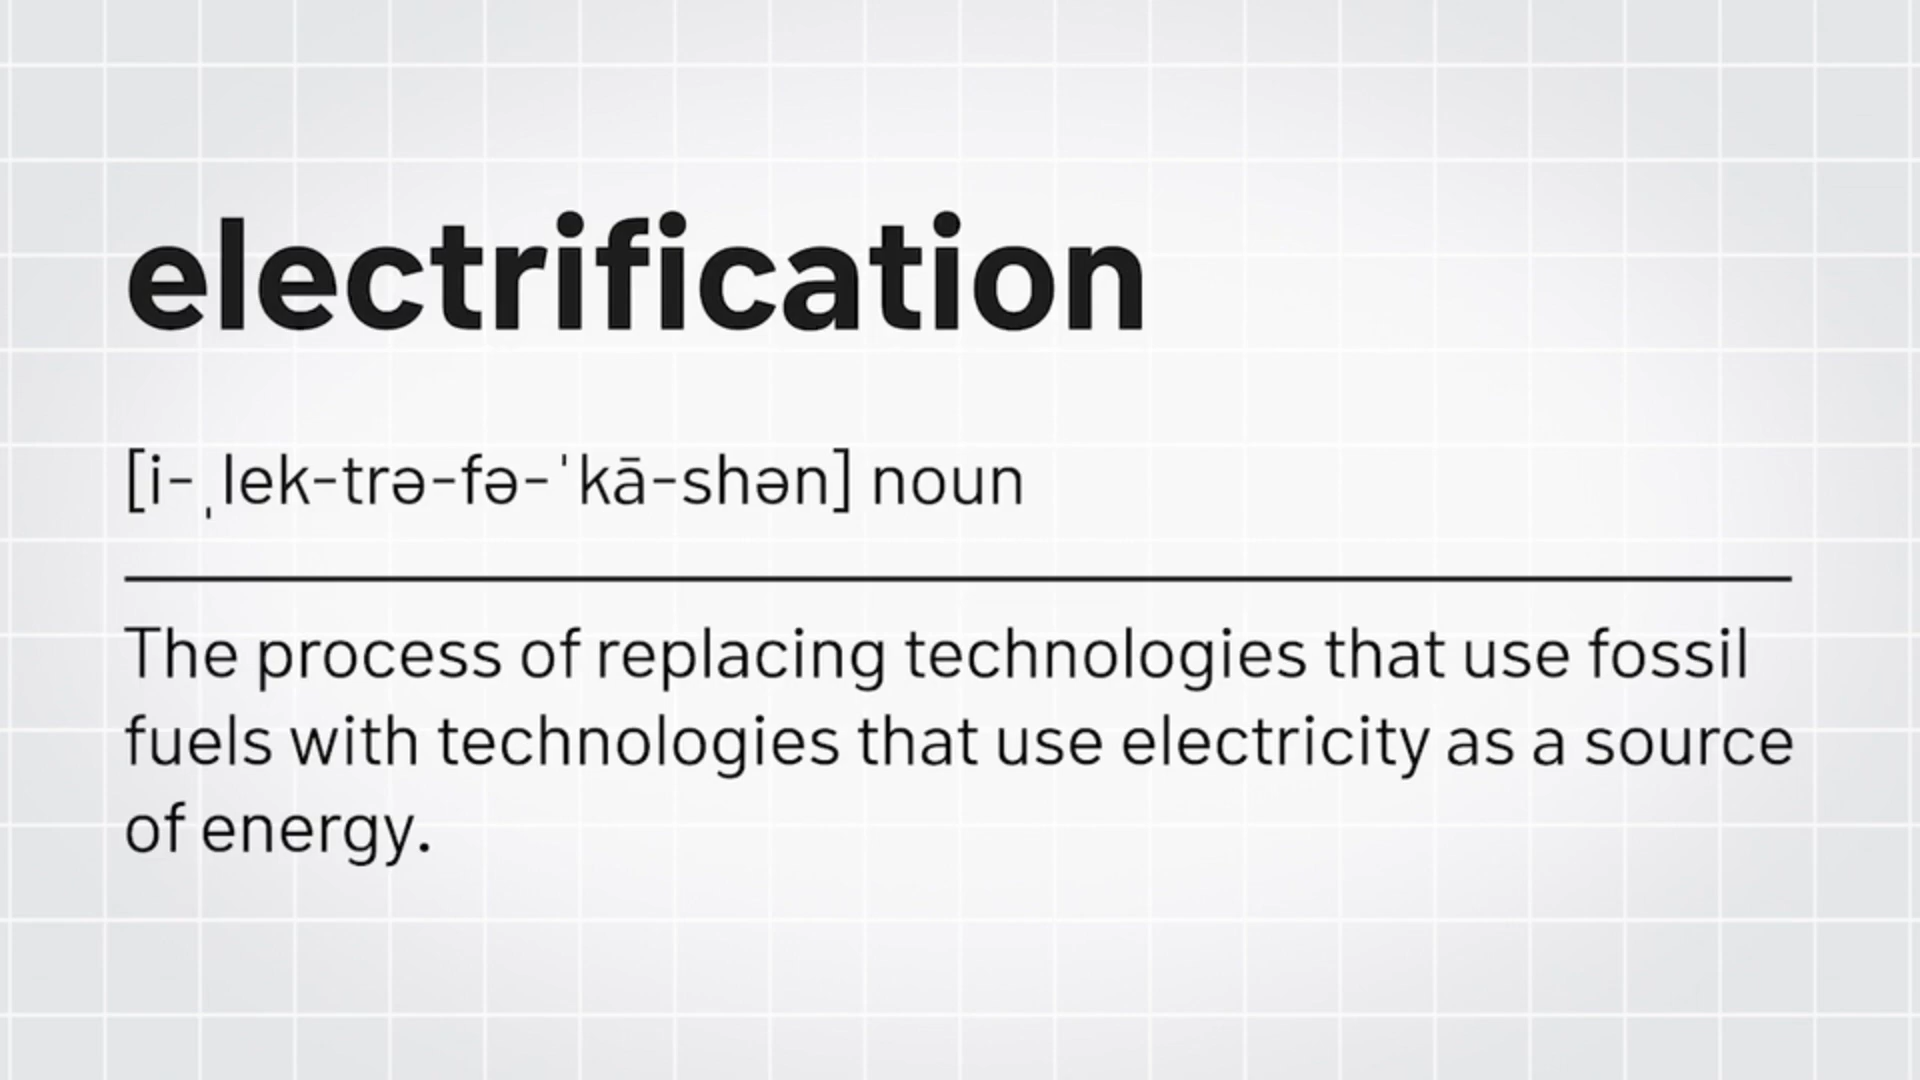 electrification
[i-ˌlek-trə-fə-ˈkā-shən] noun
The process of replacing technologies that use fossil
fuels with technologies that use electricity as a source
of energy.